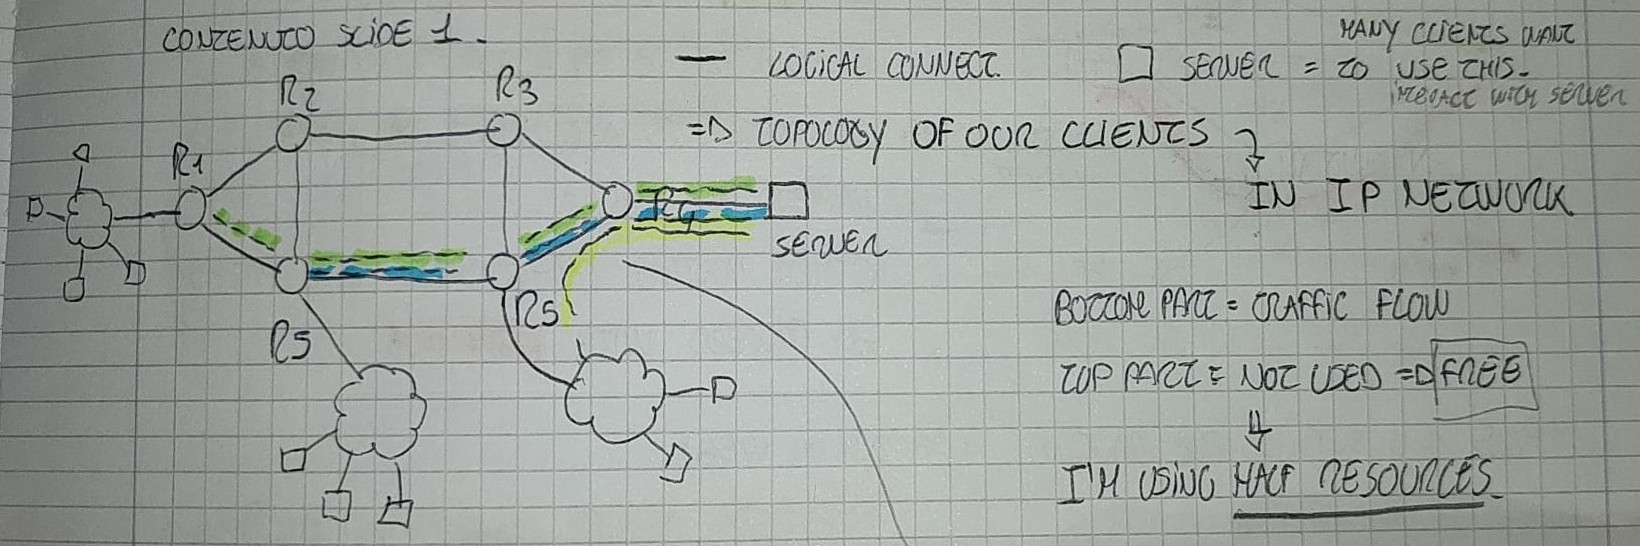 CONTENUTO SLIDE 1.
MANY CLIENTS WANT
— LOGICAL CONNECT.
□ SERVER = TO USE THIS.
INTERACT WITH SERVER
R2
R3
=> TOPOLOGY OF OUR CLIENTS
IN IP NETWORK
R1
R4
SERVER
R5
R5
BOTTOM PART = TRAFFIC FLOW
TOP PART = NOT USED => FREE
I'M USING HALF RESOURCES.